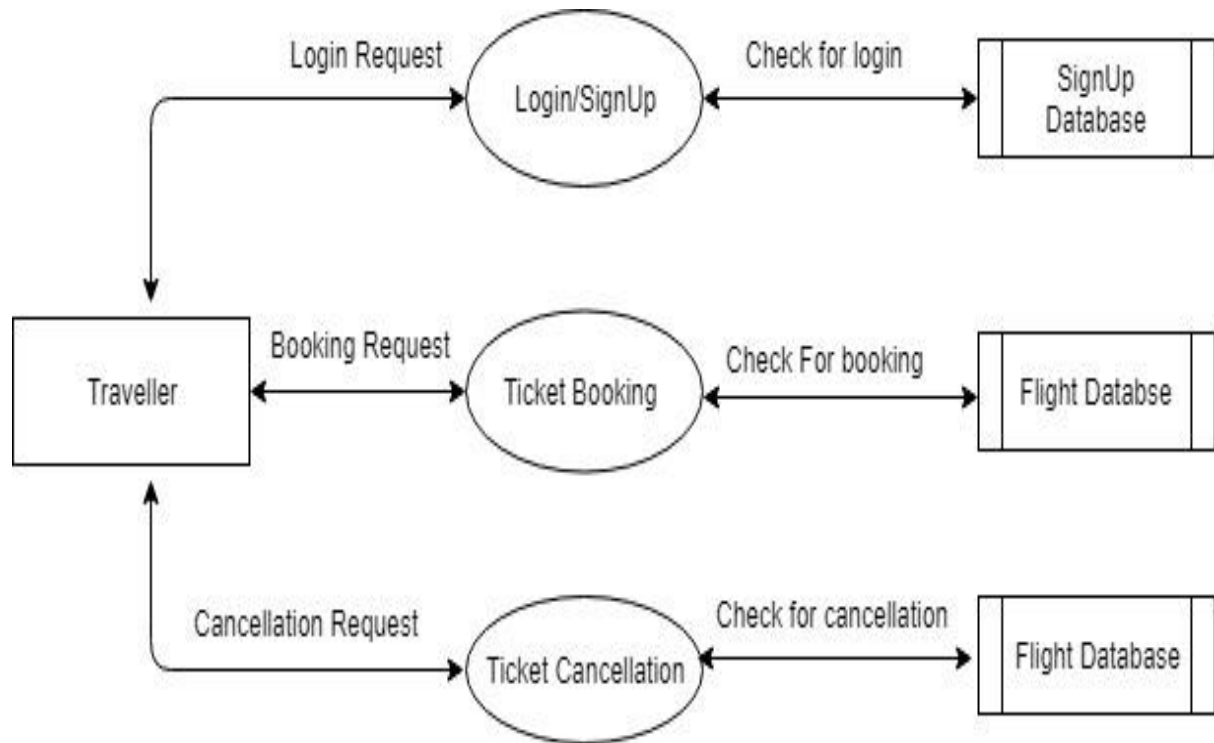 Login Request
Login/SignUp
Check for login
SignUp
Database
Traveller
Booking Request
Ticket Booking
Check For booking
Flight Databse
Cancellation Request
Ticket Cancellation
Check for cancellation
Flight Database